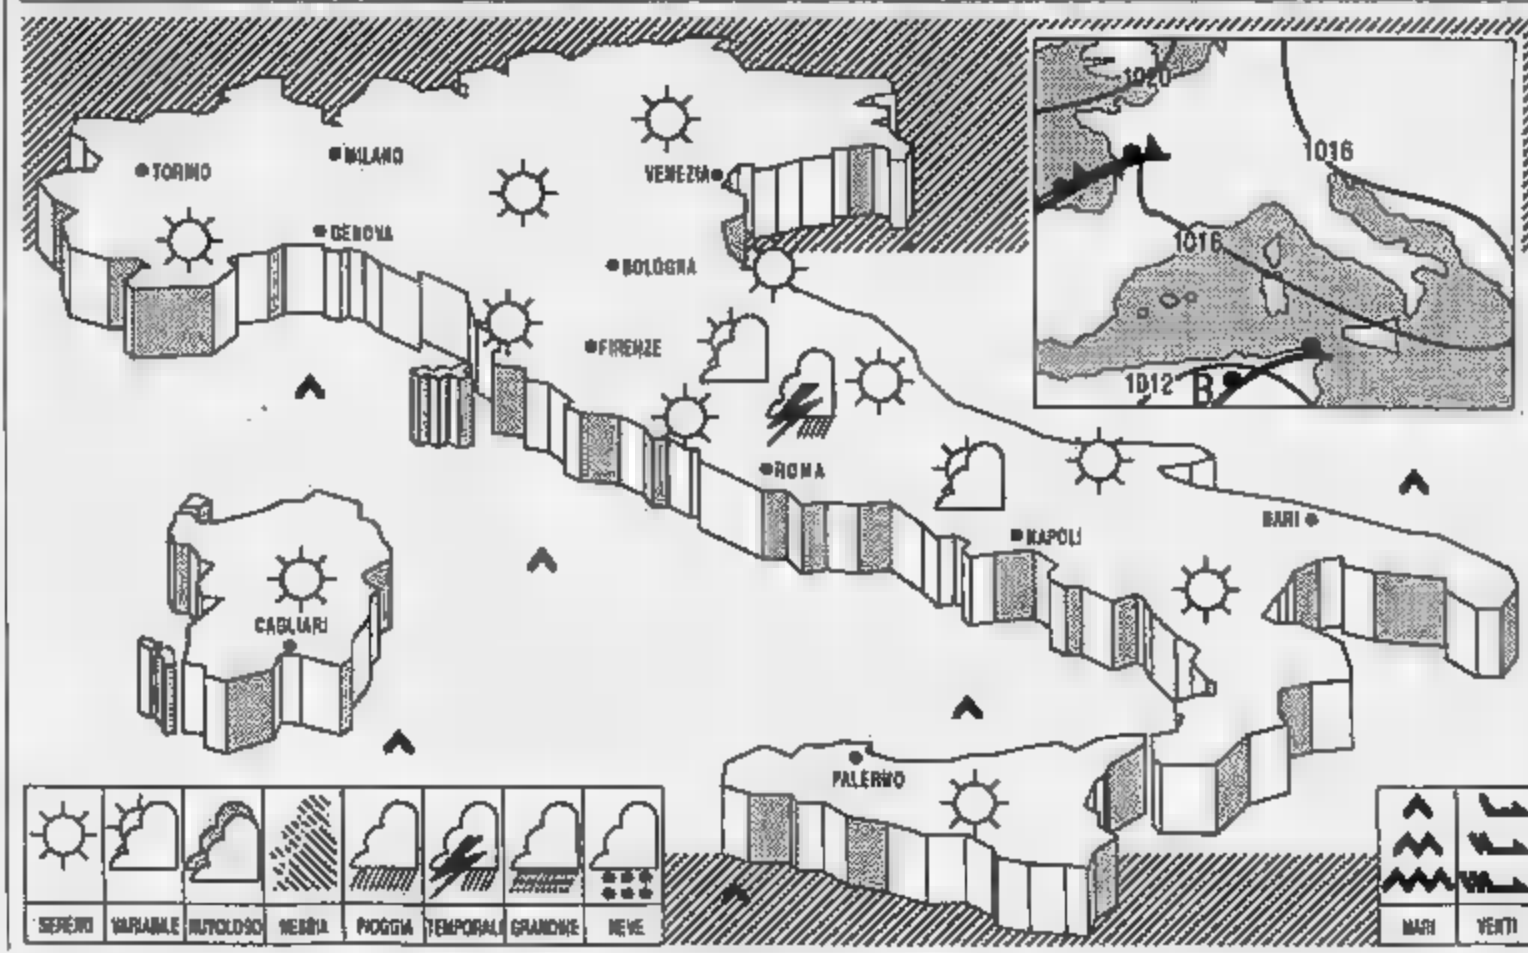 1020
1016
TORINO
MILANO
VENEZIA
GENOVA
1016
BOLOGNA
FIRENZE
1012
B
ROMA
BARI
NAPOLI
CAGLIARI
PALERMO
SERENO VARIABILE NUVOLOSO NEBBIA PIOGGIA TEMPORALE GRANDINE NEVE
MARI VENTI